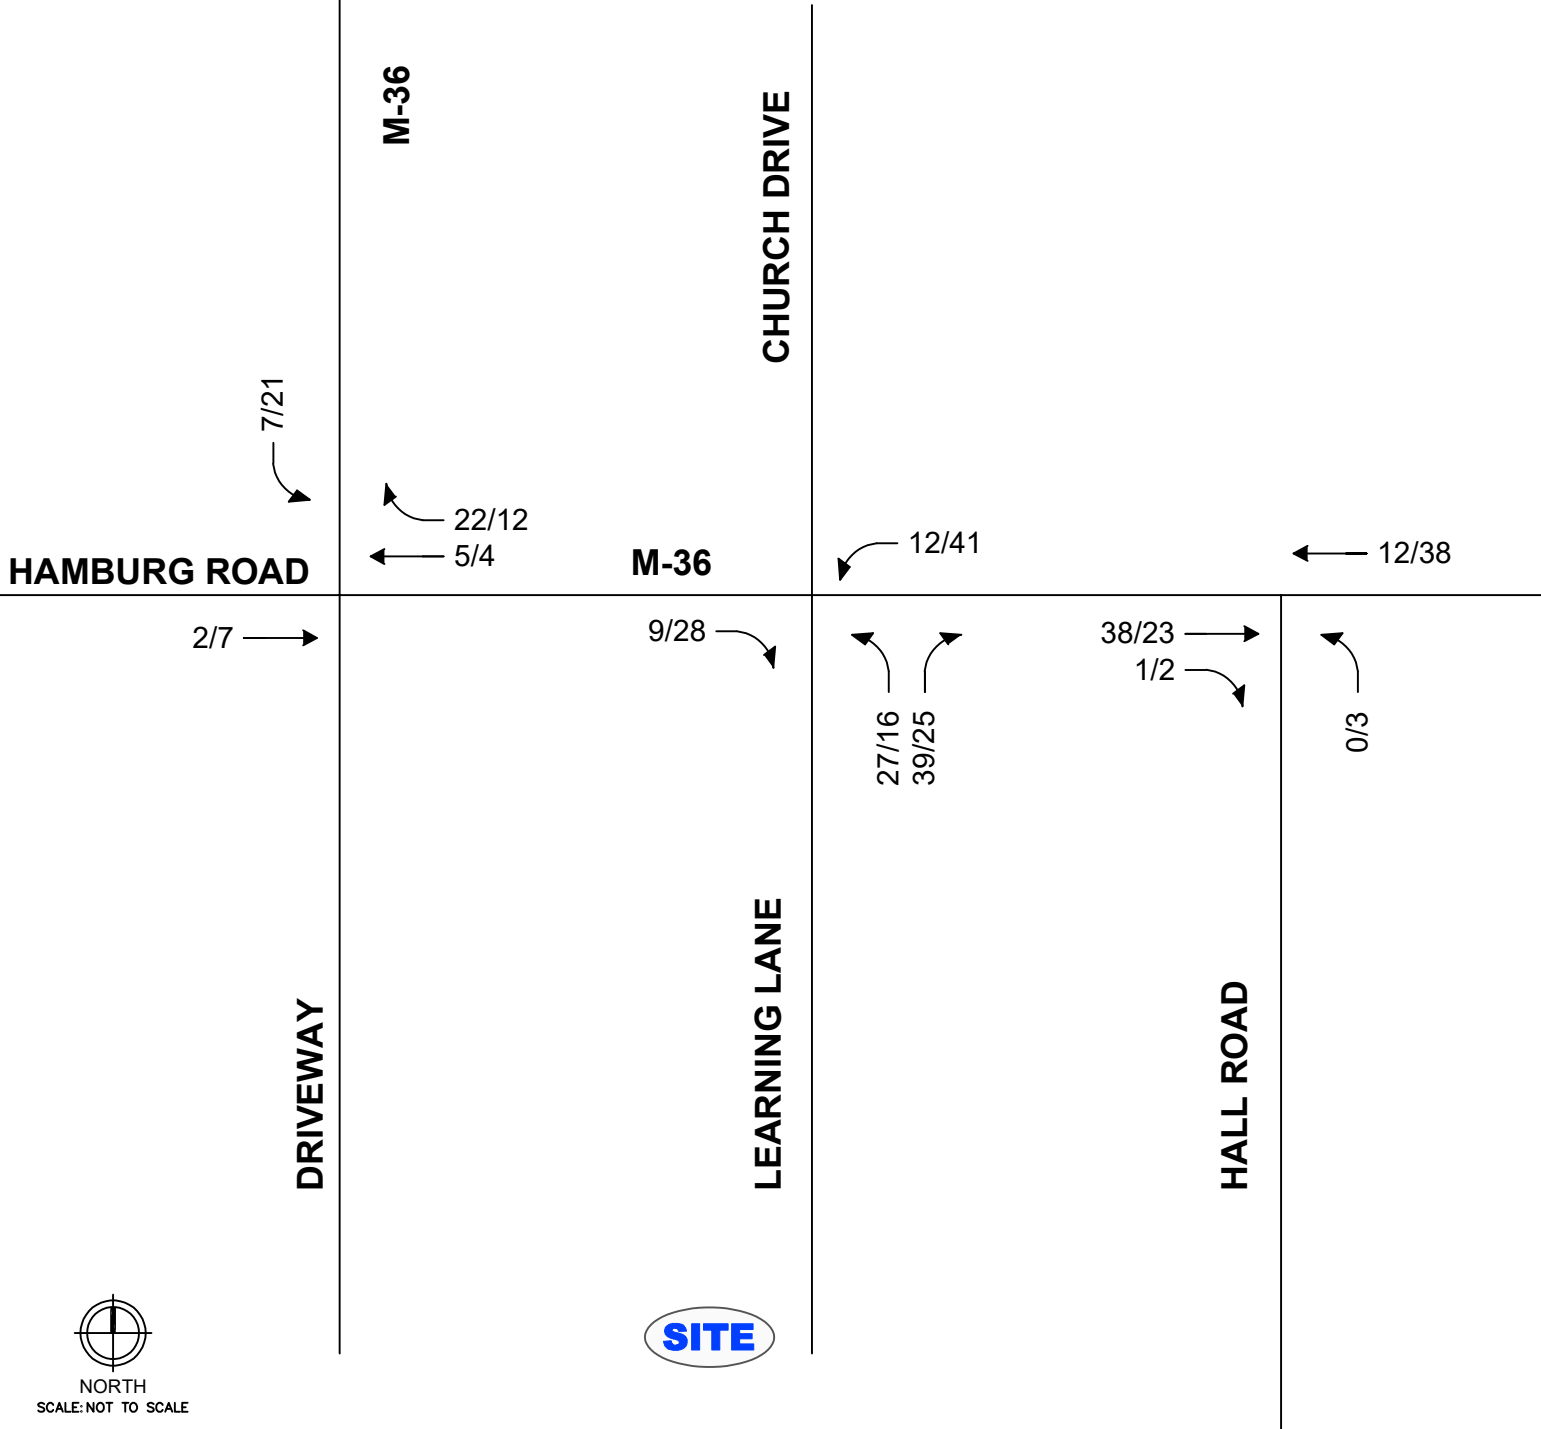 M-36
CHURCH DRIVE
7/21
22/12
5/4
HAMBURG ROAD
M-36
12/41
12/38
2/7
9/28
27/16
39/25
38/23
1/2
0/3
DRIVEWAY
LEARNING LANE
HALL ROAD
SITE
NORTH
SCALE: NOT TO SCALE